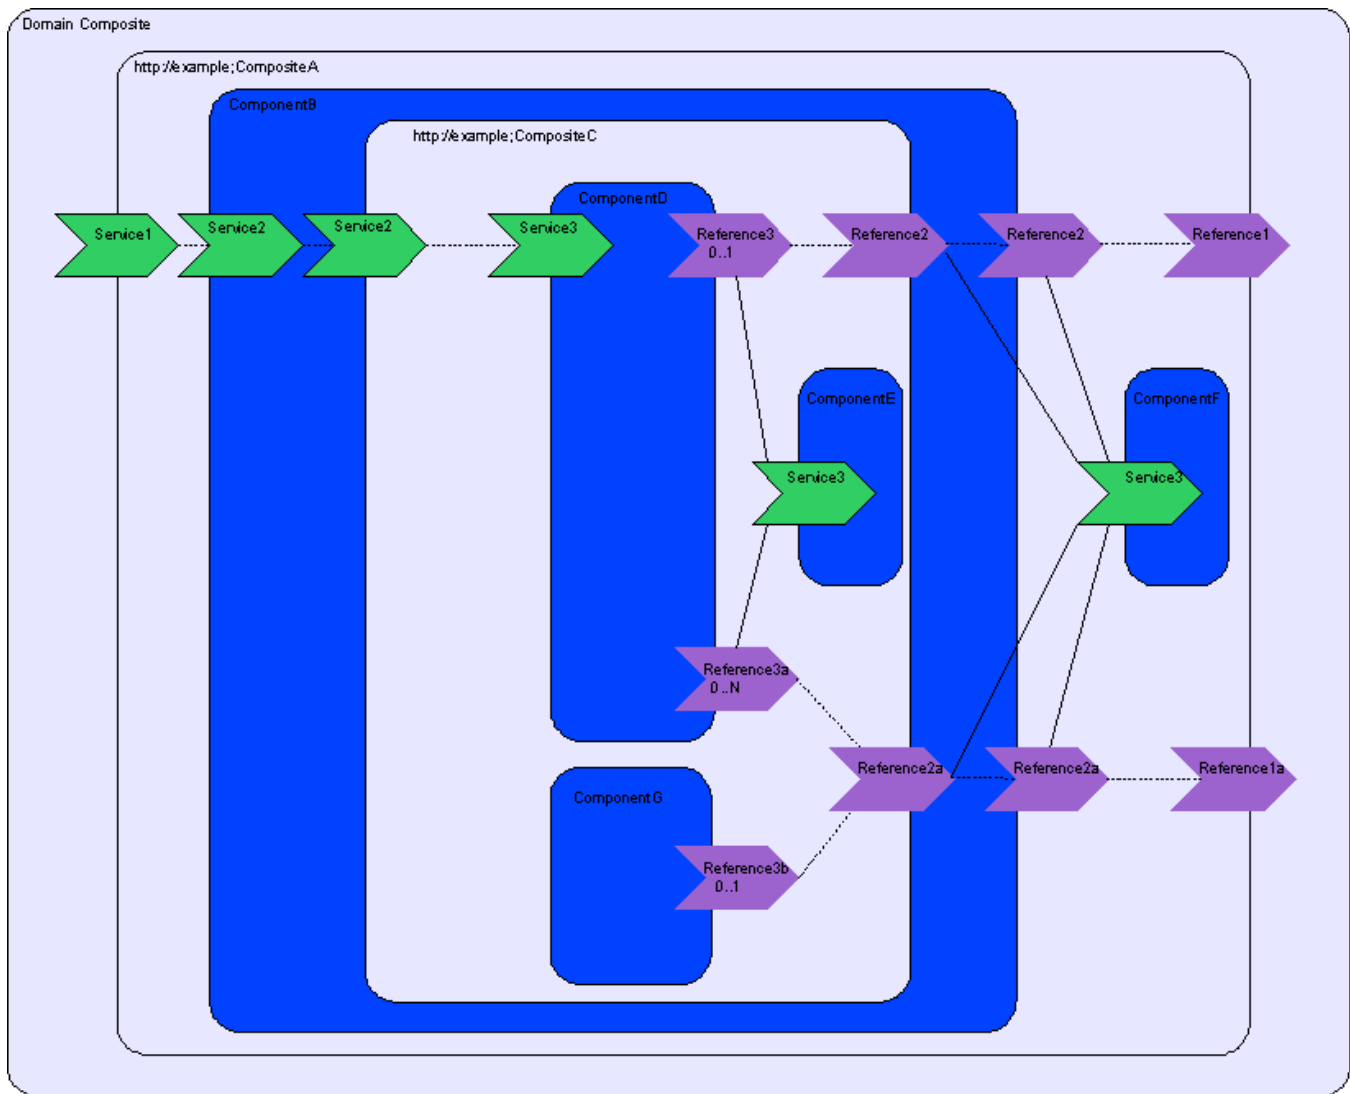 Domain Composite
http://example;CompositeA
ComponentB
http://example;CompositeC
ComponentD
Service1
Service2
Service2
Service3
Reference3
0..1
Reference2
Reference2
Reference1
ComponentE
ComponentF
Service3
Service3
Reference3a
0..N
Reference2a
Reference2a
Reference1a
ComponentG
Reference3b
0..1